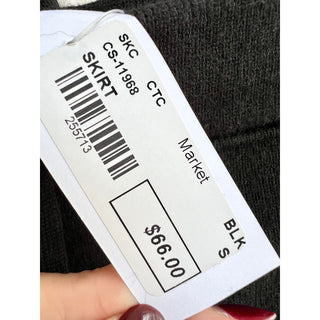 SKC CTC
CS-11968
SKIRT
255713
Market
BLK
S
$66.00